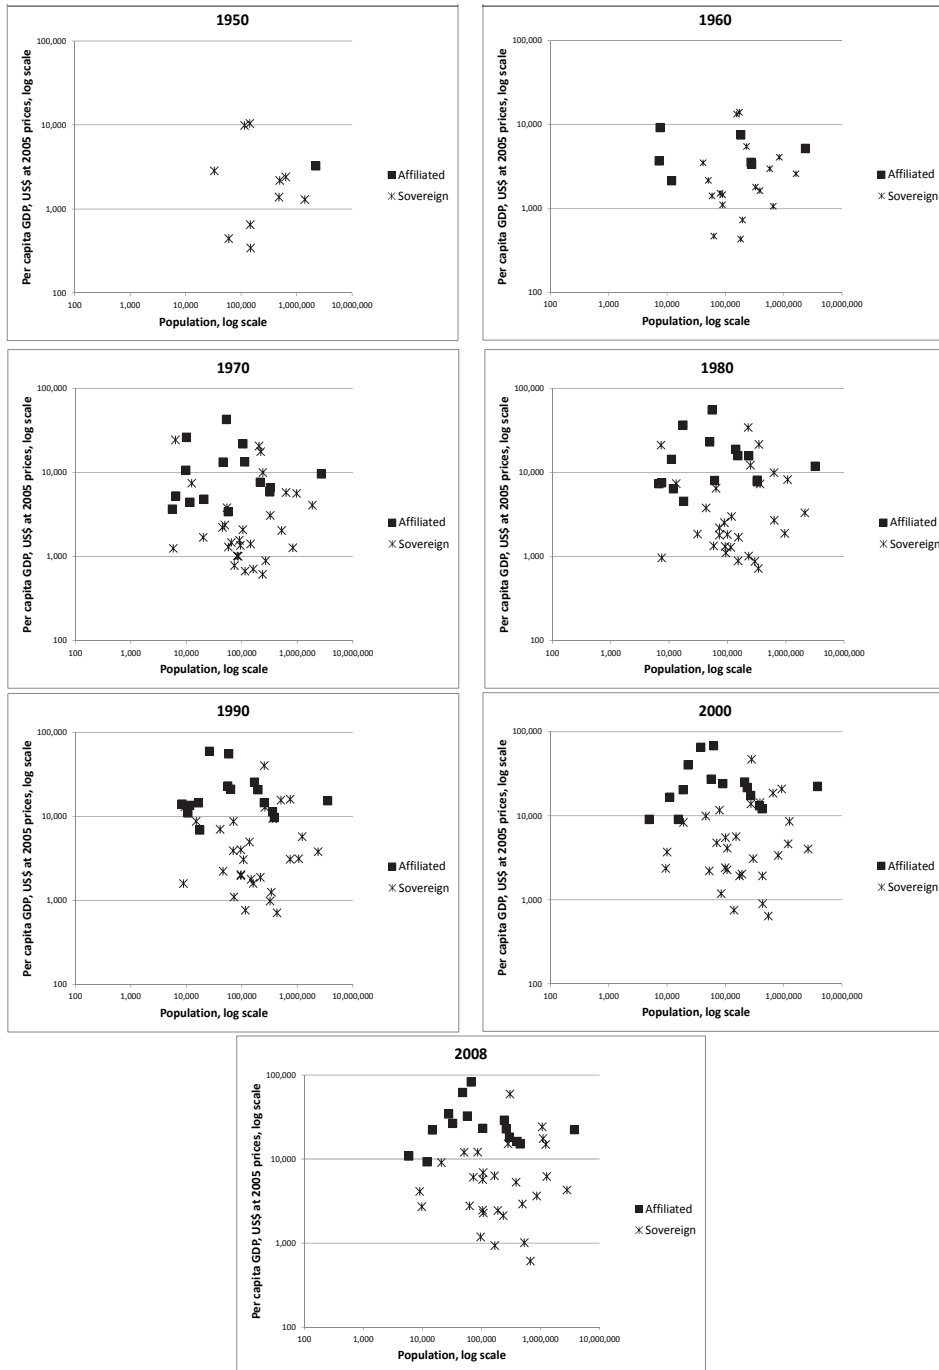 1950
Per capita GDP, US$ at 2005 prices, log scale
100,000
10,000
1,000
100
100 1,000 10,000 100,000 1,000,000 10,000,000
Population, log scale
Affiliated
Sovereign
1960
Per capita GDP, US$ at 2005 prices, log scale
100,000
10,000
1,000
100
100 1,000 10,000 100,000 1,000,000 10,000,000
Population, log scale
Affiliated
Sovereign
1970
Per capita GDP, US$ at 2005 prices, log scale
100,000
10,000
1,000
100
100 1,000 10,000 100,000 1,000,000 10,000,000
Population, log scale
Affiliated
Sovereign
1980
Per capita GDP, US$ at 2005 prices, log scale
100,000
10,000
1,000
100
100 1,000 10,000 100,000 1,000,000 10,000,000
Population, log scale
Affiliated
Sovereign
1990
Per capita GDP, US$ at 2005 prices, log scale
100,000
10,000
1,000
100
100 1,000 10,000 100,000 1,000,000 10,000,000
Population, log scale
Affiliated
Sovereign
2000
Per capita GDP, US$ at 2005 prices, log scale
100,000
10,000
1,000
100
100 1,000 10,000 100,000 1,000,000 10,000,000
Population, log scale
Affiliated
Sovereign
2008
Per capita GDP, US$ at 2005 prices, log scale
100,000
10,000
1,000
100
100 1,000 10,000 100,000 1,000,000 10,000,000
Population, log scale
Affiliated
Sovereign